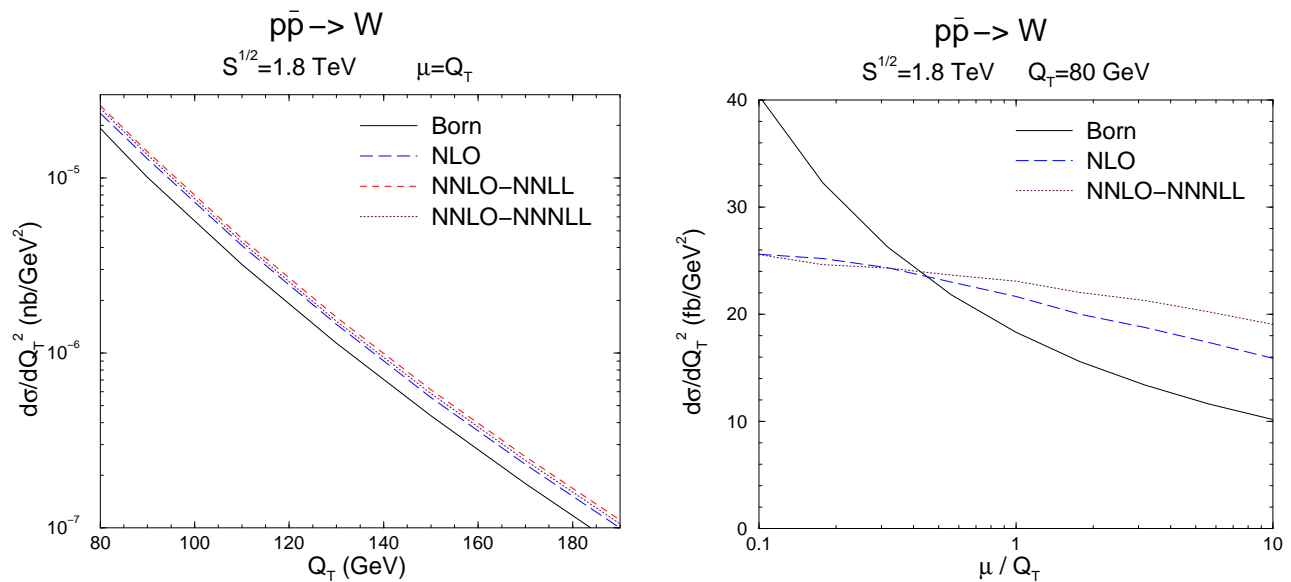 pp̄−> W
S^{1/2}=1.8 TeV μ=Q_T
Born
NLO
NNLO−NNLL
NNLO−NNNLL
dσ/dQ_T^2 (nb/GeV^2)
10^{-5}
10^{-6}
10^{-7}
80 100 120 140 160 180
Q_T (GeV)
pp̄−> W
S^{1/2}=1.8 TeV Q_T=80 GeV
Born
NLO
NNLO−NNNLL
dσ/dQ_T^2 (fb/GeV^2)
40
30
20
10
0
0.1 1 10
μ / Q_T